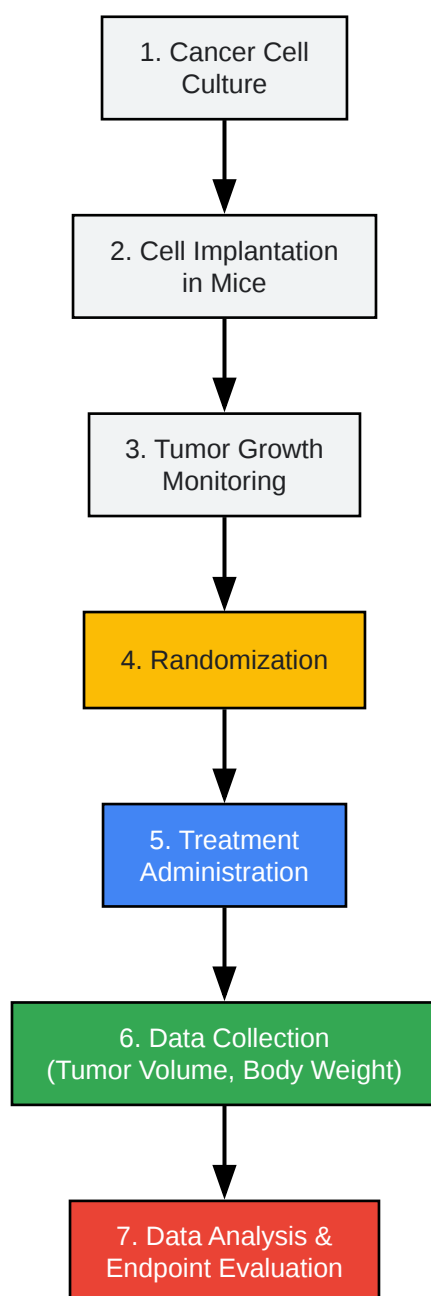 1. Cancer Cell
Culture
2. Cell Implantation
in Mice
3. Tumor Growth
Monitoring
4. Randomization
5. Treatment
Administration
6. Data Collection
(Tumor Volume, Body Weight)
7. Data Analysis &
Endpoint Evaluation